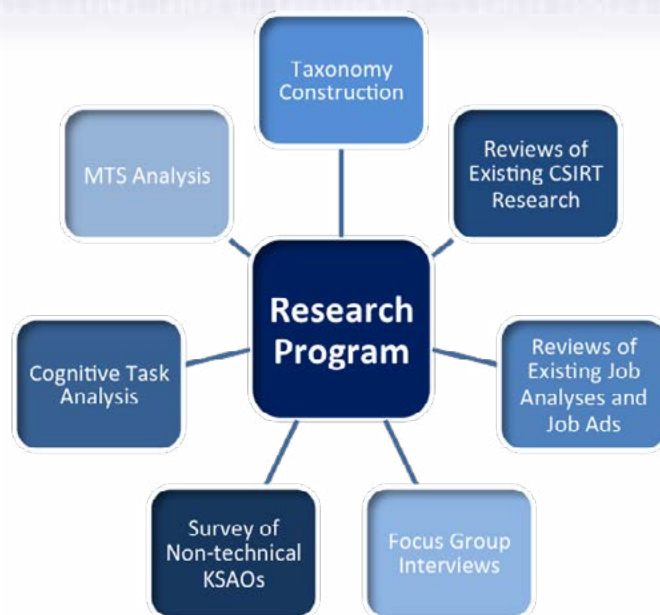 Taxonomy
Construction
Reviews of
Existing CSIRT
Research
Reviews of
Existing Job
Analyses and
Job Ads
Focus Group
Interviews
Survey of
Non-technical
KSAOs
Cognitive Task
Analysis
MTS Analysis
Research
Program